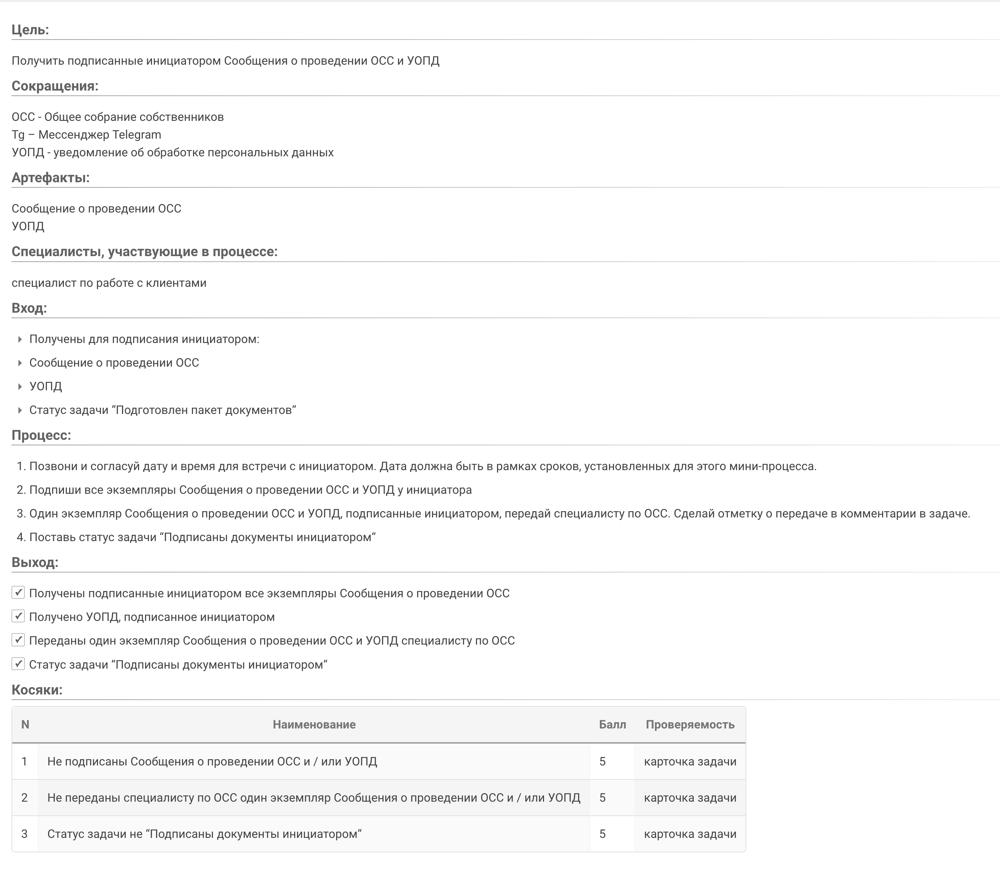 Цель:
Получить подписанные инициатором Сообщения о проведении ОСС и УОПД
Сокращения:
ОСС - Общее собрание собственников
Tg – Мессенджер Telegram
УОПД - уведомление об обработке персональных данных
Артефакты:
Сообщение о проведении ОСС
УОПД
Специалисты, участвующие в процессе:
специалист по работе с клиентами
Вход:
Получены для подписания инициатором:
Сообщение о проведении ОСС
УОПД
Статус задачи “Подготовлен пакет документов“
Процесс:
1. Позвони и согласуй дату и время для встречи с инициатором. Дата должна быть в рамках сроков, установленных для этого мини-процесса.
2. Подпиши все экземпляры Сообщения о проведении ОСС и УОПД у инициатора
3. Один экземпляр Сообщения о проведении ОСС и УОПД, подписанные инициатором, передай специалисту по ОСС. Сделай отметку о передаче в комментарии в задаче.
4. Поставь статус задачи “Подписаны документы инициатором“
Выход:
Получены подписанные инициатором все экземпляры Сообщения о проведении ОСС
Получено УОПД, подписанное инициатором
Переданы один экземпляр Сообщения о проведении ОСС и УОПД специалисту по ОСС
Статус задачи “Подписаны документы инициатором“
Косяки:
N Наименование Балл Проверяемость
1 Не подписаны Сообщения о проведении ОСС и / или УОПД 5 карточка задачи
2 Не переданы специалисту по ОСС один экземпляр Сообщения о проведении ОСС и / или УОПД 5 карточка задачи
3 Статус задачи не “Подписаны документы инициатором“ 5 карточка задачи